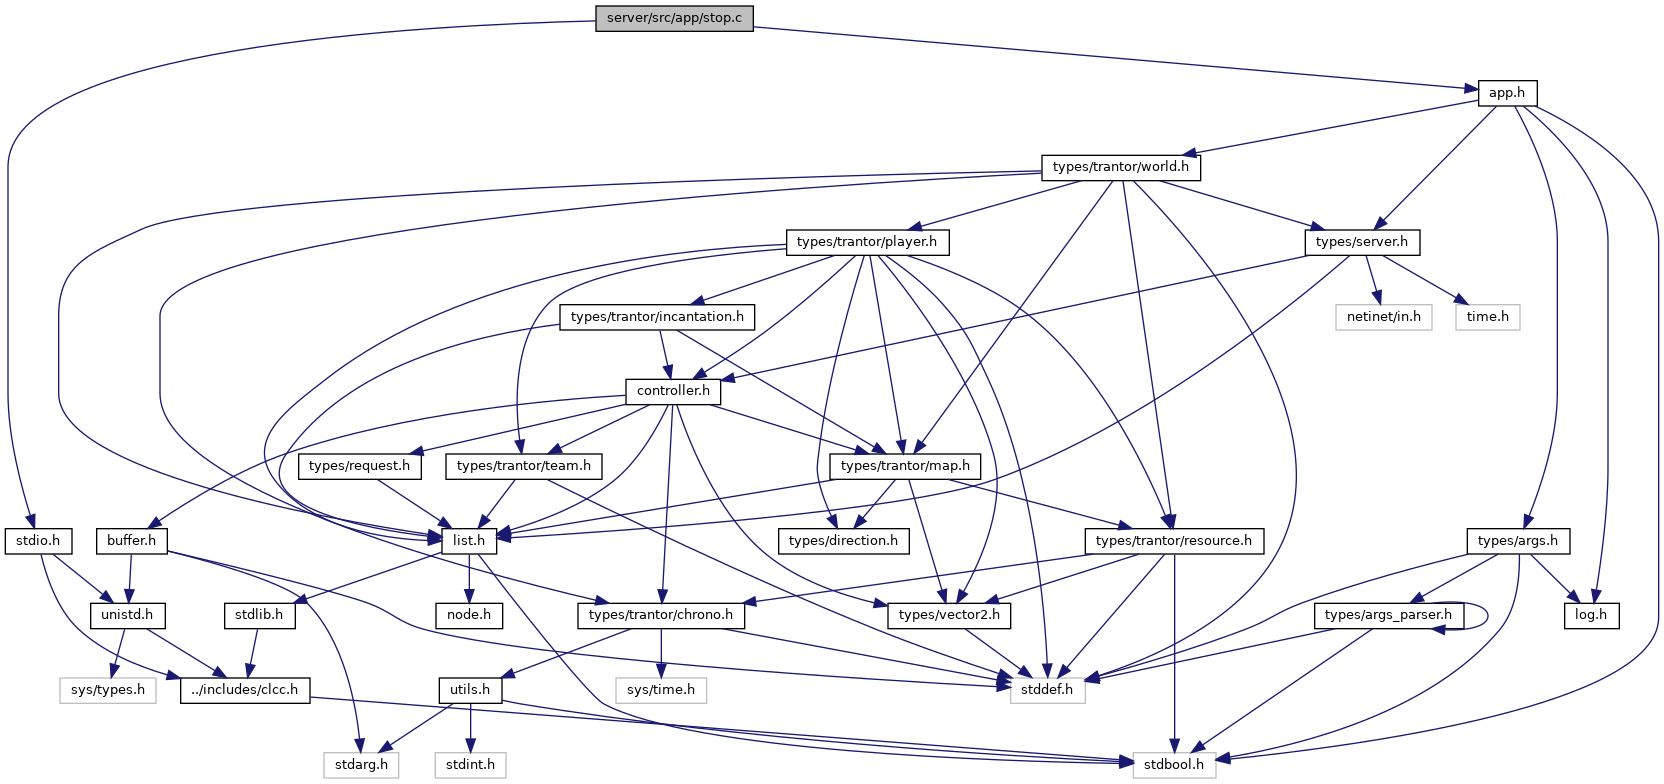 server/src/app/stop.c
app.h
types/trantor/world.h
types/trantor/player.h
types/server.h
types/trantor/incantation.h
netinet/in.h
time.h
controller.h
types/request.h
types/trantor/team.h
types/trantor/map.h
stdio.h
buffer.h
list.h
types/direction.h
types/trantor/resource.h
types/args.h
unistd.h
stdlib.h
node.h
types/trantor/chrono.h
types/vector2.h
types/args_parser.h
log.h
sys/types.h
../includes/clcc.h
utils.h
sys/time.h
stddef.h
stdarg.h
stdint.h
stdbool.h